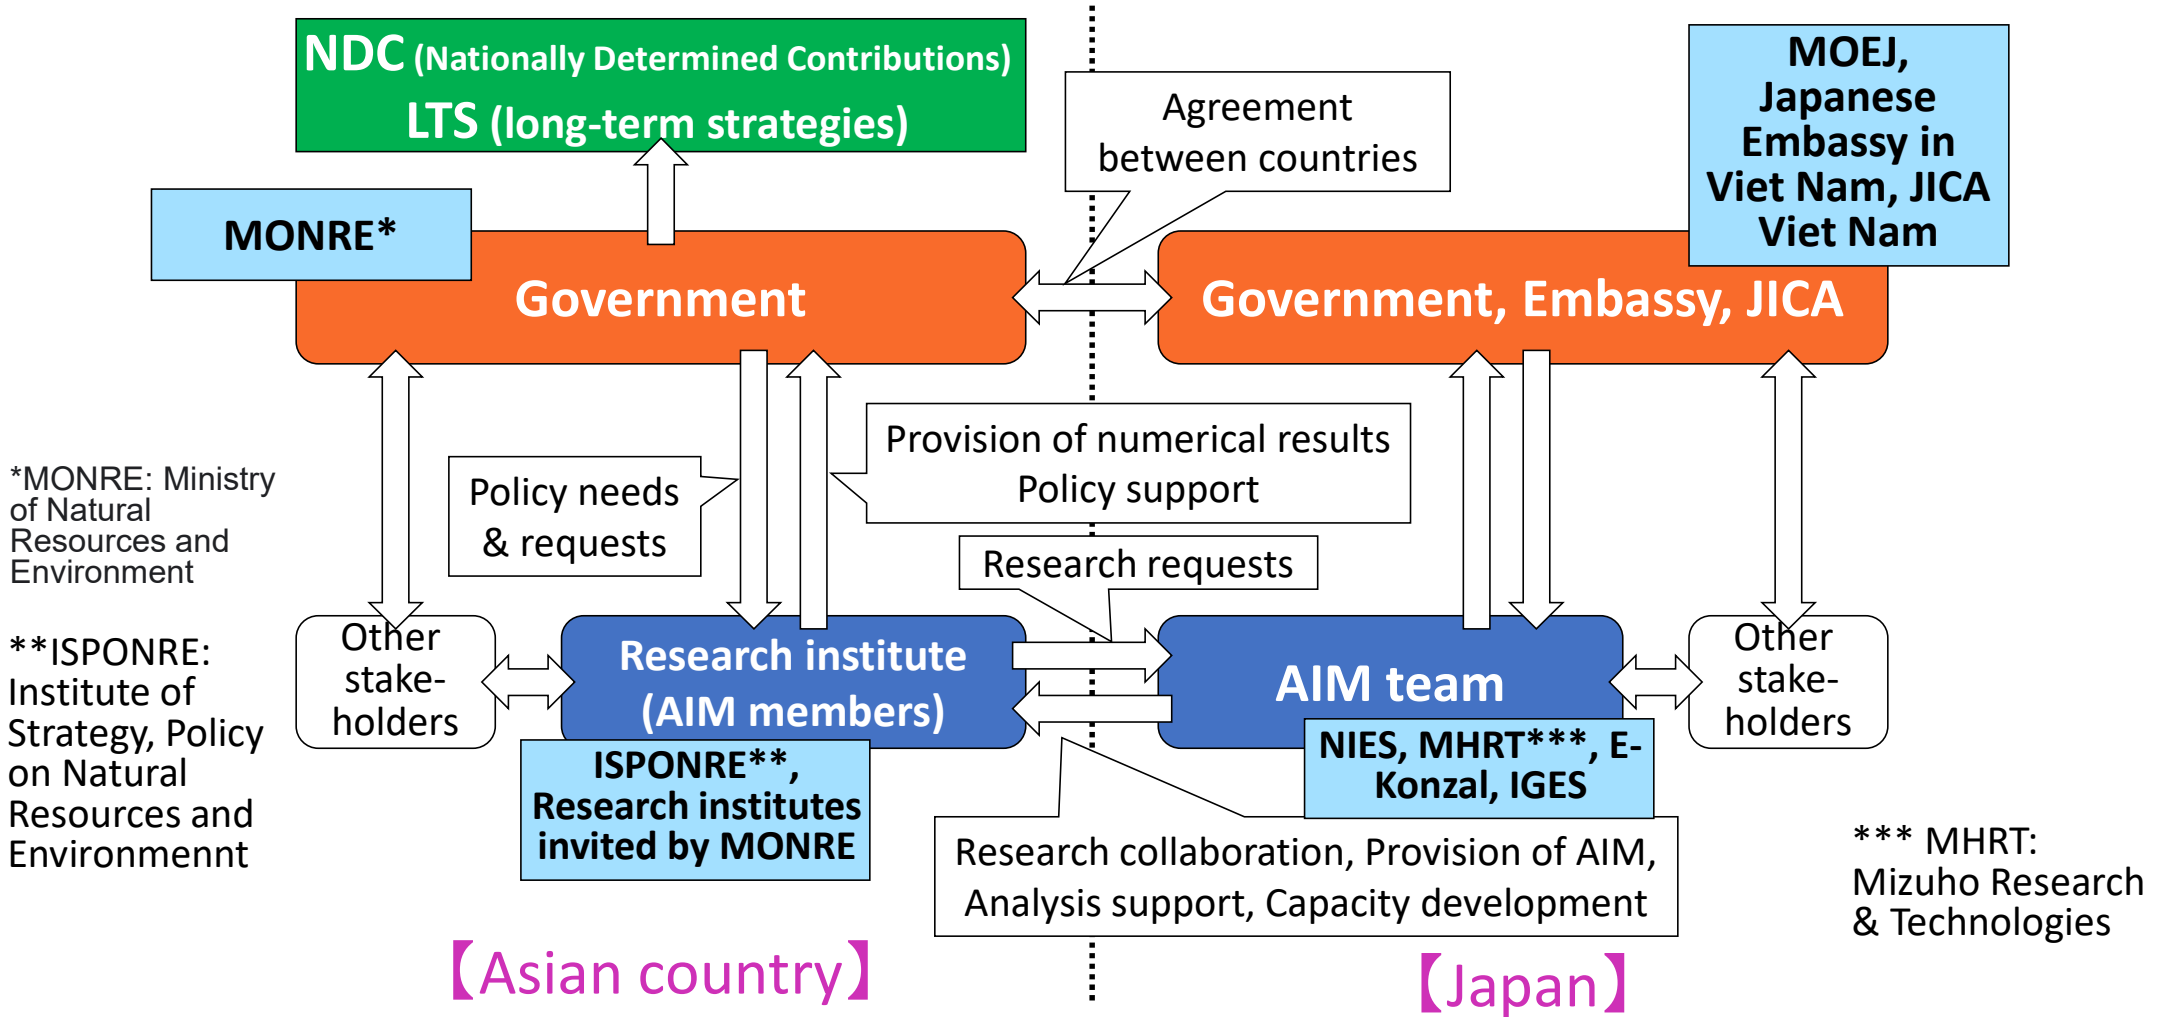 NDC (Nationally Determined Contributions)
LTS (long-term strategies)
MOEJ,
Japanese
Embassy in
Viet Nam, JICA
Viet Nam
Agreement
between countries
MONRE*
Government
Government, Embassy, JICA
Provision of numerical results
Policy support
Policy needs
& requests
*MONRE: Ministry
of Natural
Resources and
Environment
Research requests
**ISPONRE:
Institute of
Strategy, Policy
on Natural
Resources and
Environmennt
Other
stake-
holders
Research institute
(AIM members)
AIM team
Other
stake-
holders
ISPONRE**,
Research institutes
invited by MONRE
NIES, MHRT***, E-
Konzal, IGES
Research collaboration, Provision of AIM,
Analysis support, Capacity development
*** MHRT:
Mizuho Research
& Technologies
【Asian country】
【Japan】